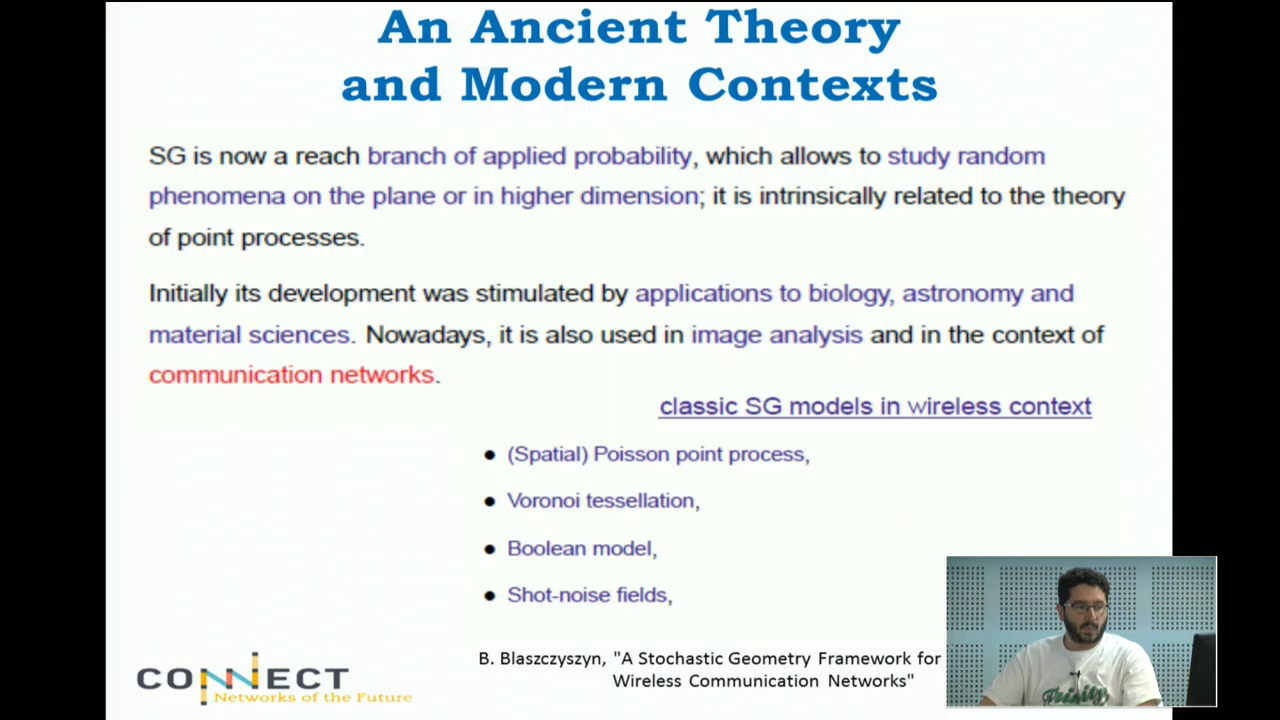 An Ancient Theory
and Modern Contexts
SG is now a reach branch of applied probability, which allows to study random
phenomena on the plane or in higher dimension; it is intrinsically related to the theory
of point processes.
Initially its development was stimulated by applications to biology, astronomy and
material sciences. Nowadays, it is also used in image analysis and in the context of
communication networks.
classic SG models in wireless context
● (Spatial) Poisson point process,
● Voronoi tessellation,
● Boolean model,
● Shot-noise fields,
B. Blaszczyszyn, "A Stochastic Geometry Framework for
Wireless Communication Networks"
CONNECT
Networks of the Future
Trinity